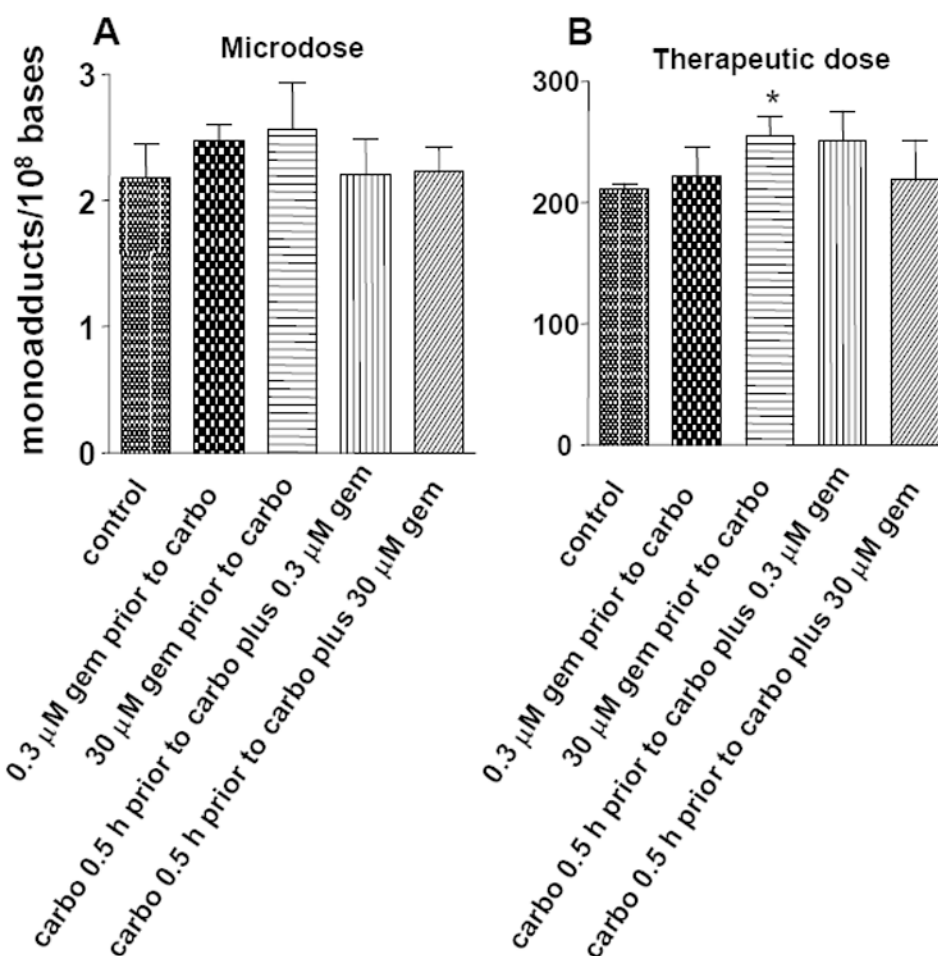 A
Microdose
monoadducts/10⁸ bases
3
2
1
0
control
0.3 µM gem prior to carbo
30 µM gem prior to carbo
carbo 0.5 h prior to carbo plus 0.3 µM gem
carbo 0.5 h prior to carbo plus 30 µM gem
B
Therapeutic dose
300
200
100
0
*
control
0.3 µM gem prior to carbo
30 µM gem prior to carbo
carbo 0.5 h prior to carbo plus 0.3 µM gem
carbo 0.5 h prior to carbo plus 30 µM gem